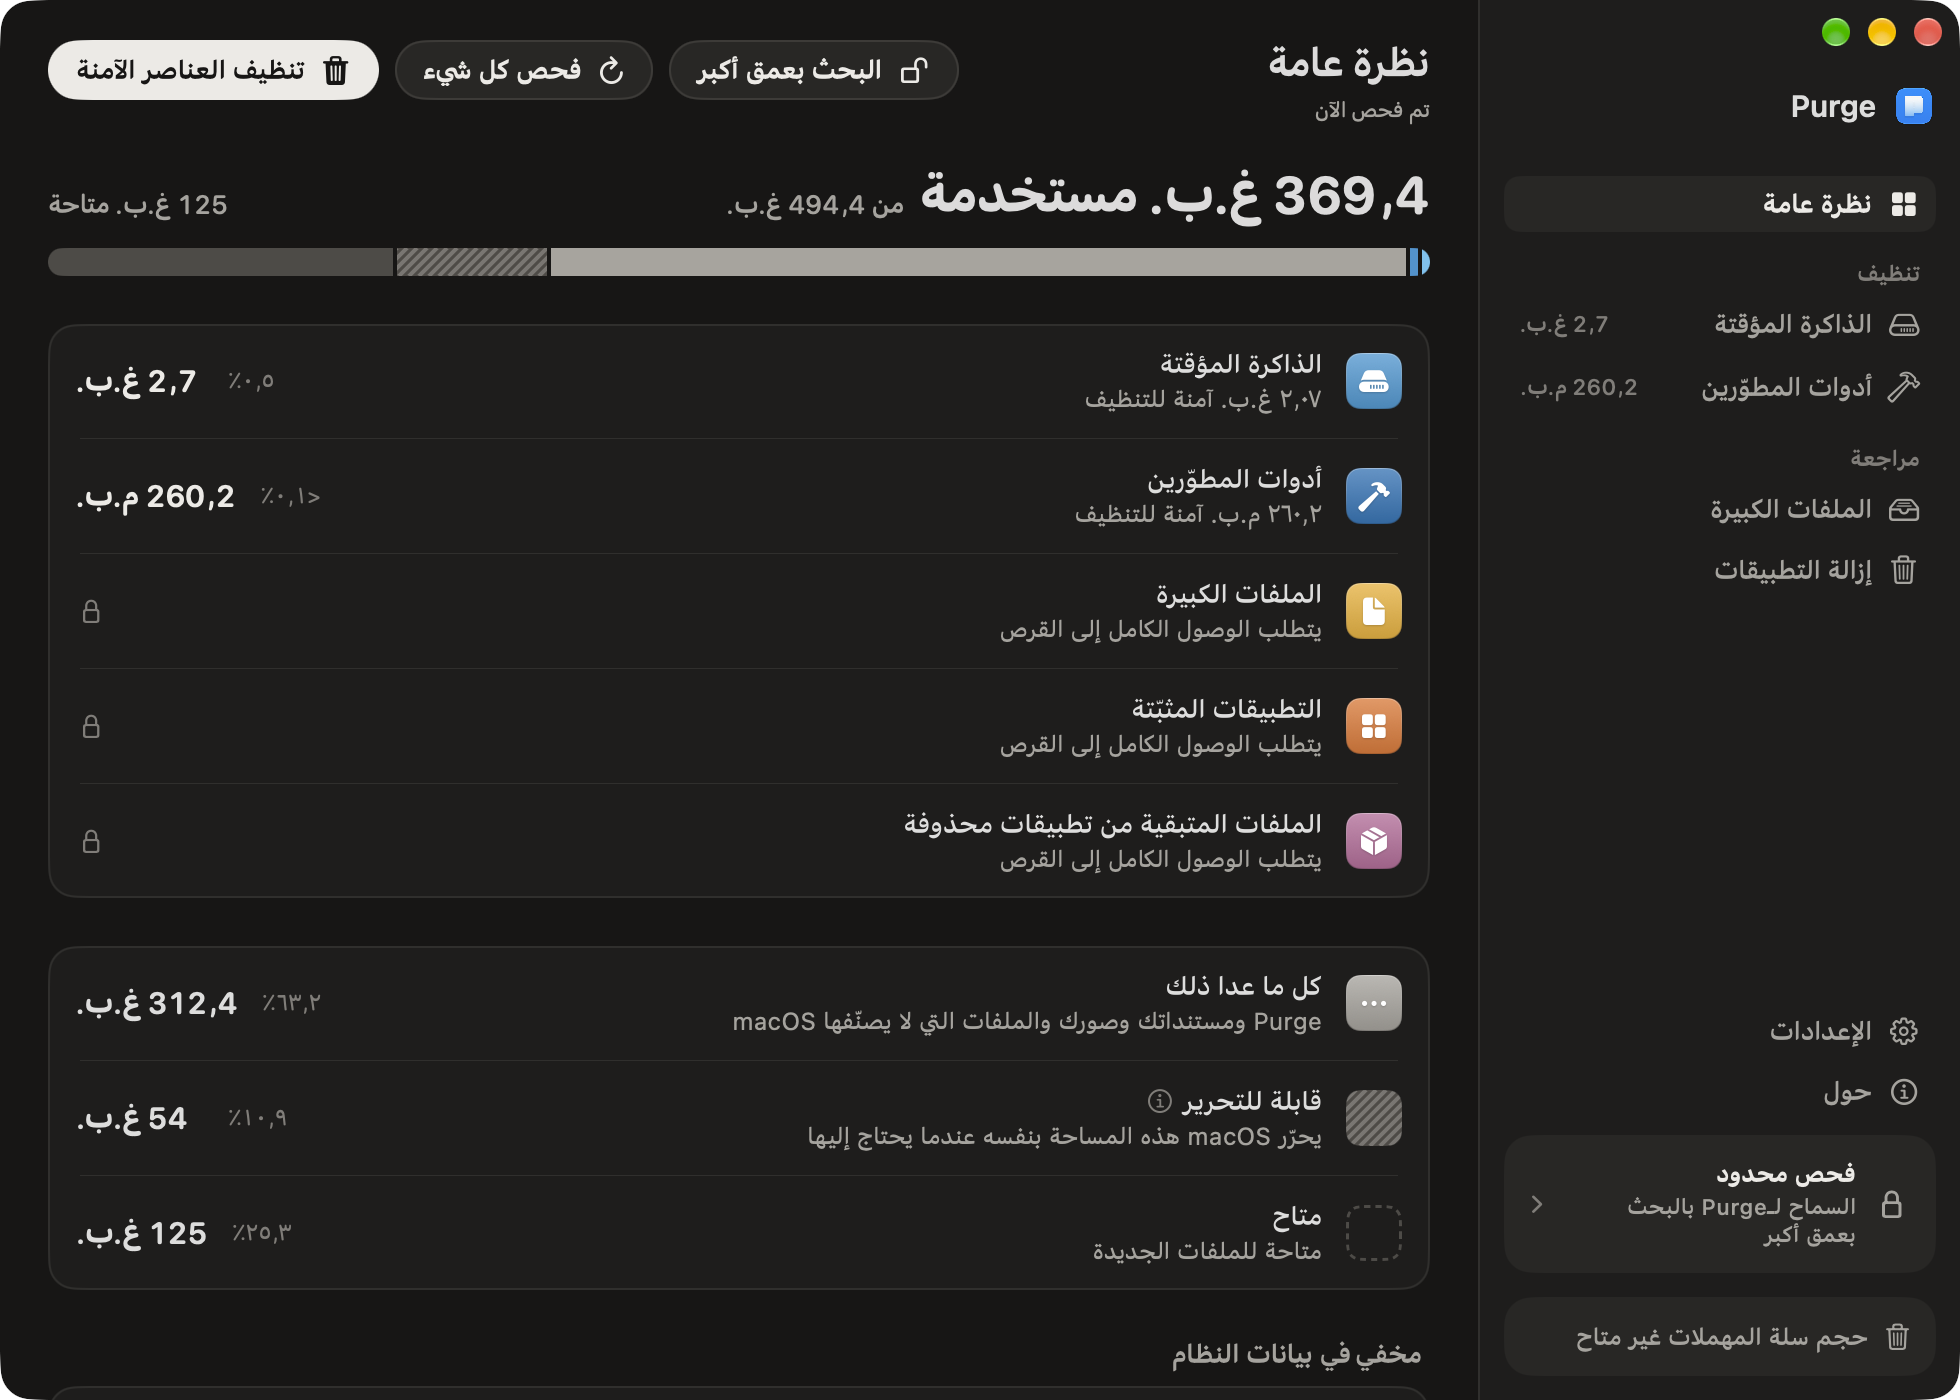 Purge
نظرة عامة
تنظيف
الذاكرة المؤقتة 2,7 غ.ب.
أدوات المطوّرين 260,2 م.ب.
مراجعة
الملفات الكبيرة
إزالة التطبيقات
الإعدادات
حول
فحص محدود
السماح لـPurge بالبحث
بعمق أكبر
حجم سلة المهملات غير متاح
نظرة عامة
تم فحص الآن
البحث بعمق أكبر
فحص كل شيء
تنظيف العناصر الآمنة
369,4 غ.ب. مستخدمة من 494,4 غ.ب.
125 غ.ب. متاحة
الذاكرة المؤقتة
٢,٠٧ غ.ب. آمنة للتنظيف
٠,٥٪ 2,7 غ.ب.
أدوات المطوّرين
٢٦٠,٢ م.ب. آمنة للتنظيف
<٠,١٪ 260,2 م.ب.
الملفات الكبيرة
يتطلب الوصول الكامل إلى القرص
التطبيقات المثبّتة
يتطلب الوصول الكامل إلى القرص
الملفات المتبقية من تطبيقات محذوفة
يتطلب الوصول الكامل إلى القرص
كل ما عدا ذلك
Purge ومستنداتك وصورك والملفات التي لا يصنّفها macOS
٦٣,٢٪ 312,4 غ.ب.
قابلة للتحرير
يحرّر macOS هذه المساحة بنفسه عندما يحتاج إليها
١٠,٩٪ 54 غ.ب.
متاح
متاحة للملفات الجديدة
٢٥,٣٪ 125 غ.ب.
مخفي في بيانات النظام